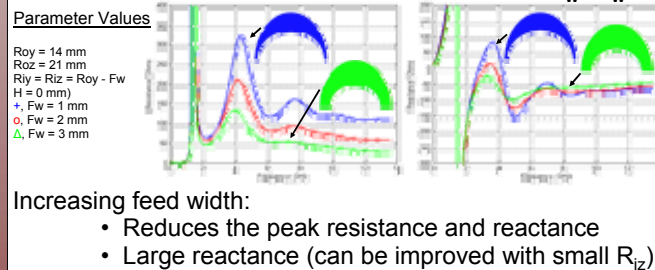 Parameter Values
Roy = 14 mm
Roz = 21 mm
Riy = Riz = Roy - Fw
H = 0 mm)
+, Fw = 1 mm
o, Fw = 2 mm
Δ, Fw = 3 mm
Increasing feed width:
• Reduces the peak resistance and reactance
• Large reactance (can be improved with small Riz)